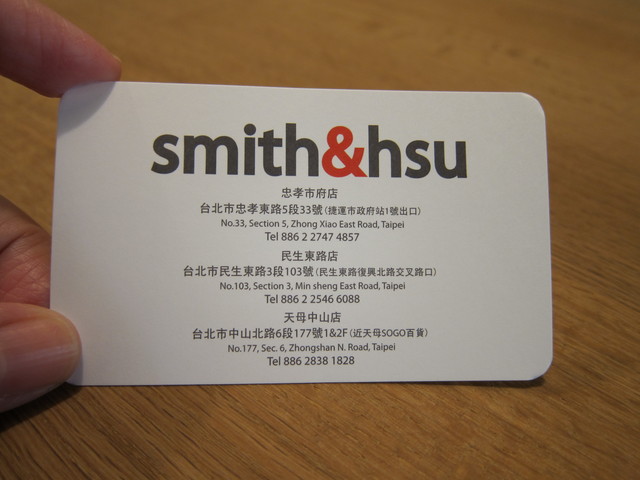 smith&hsu
忠孝市府店
台北市忠孝東路5段33號(捷運市政府站1號出口)
No.33, Section 5, Zhong Xiao East Road, Taipei
Tel 886 2 2747 4857
民生東路店
台北市民生東路3段103號(民生東路復興北路交叉路口)
No.103, Section 3, Min sheng East Road, Taipei
Tel 886 2 2546 6088
天母中山店
台北市中山北路6段177號1&2F(近天母SOGO百貨)
No.177, Sec. 6, Zhongshan N. Road, Taipei
Tel 886 2838 1828